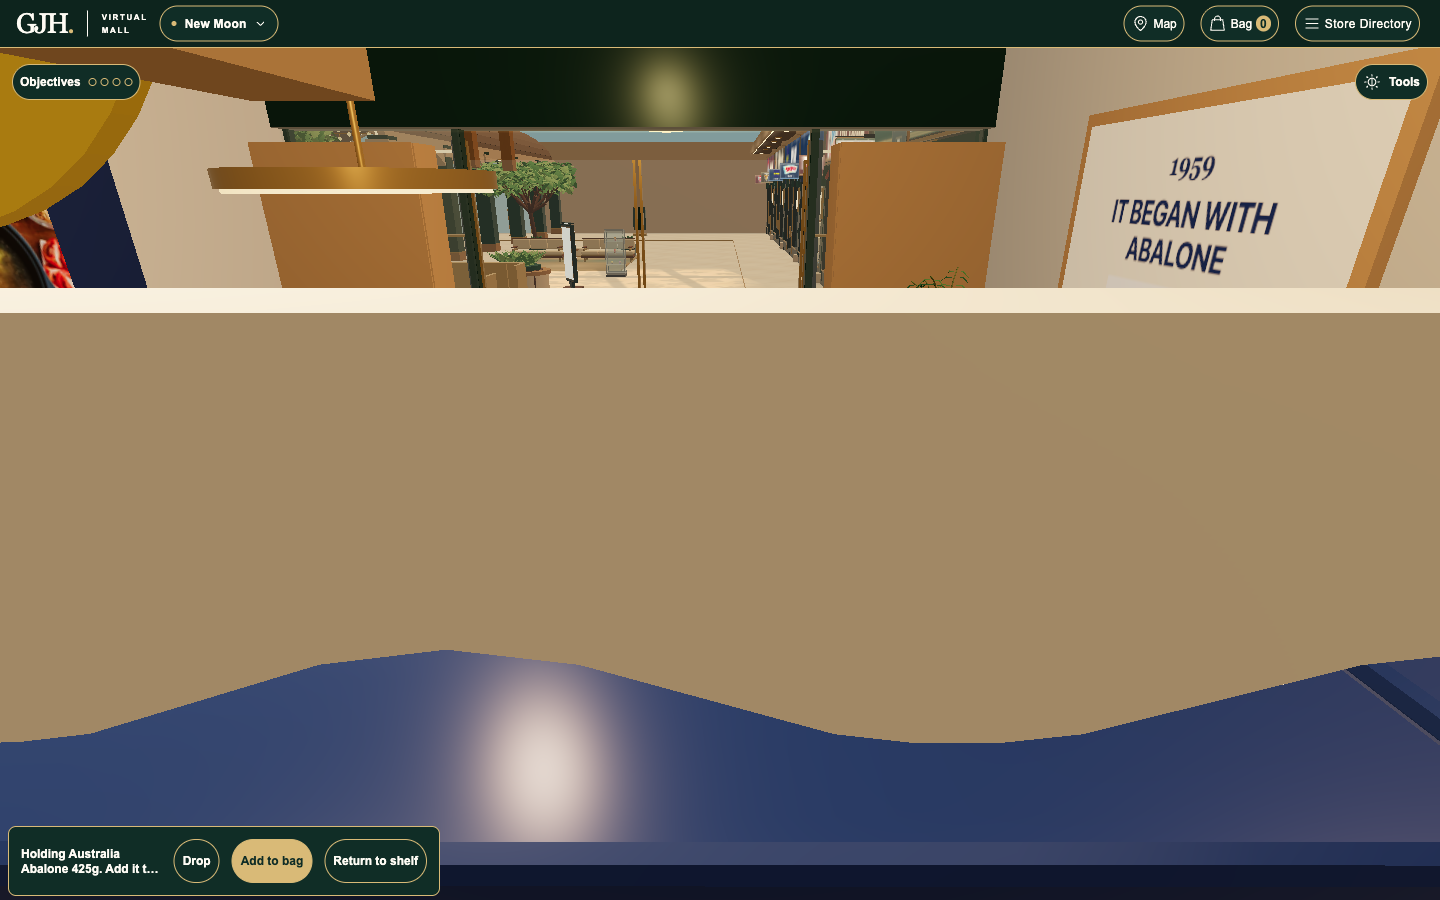 GJH.
VIRTUAL
MALL
New Moon
Map
Bag 0
Store Directory
Objectives
Tools
1959
IT BEGAN WITH
ABALONE
Holding Australia
Abalone 425g. Add it t...
Drop
Add to bag
Return to shelf